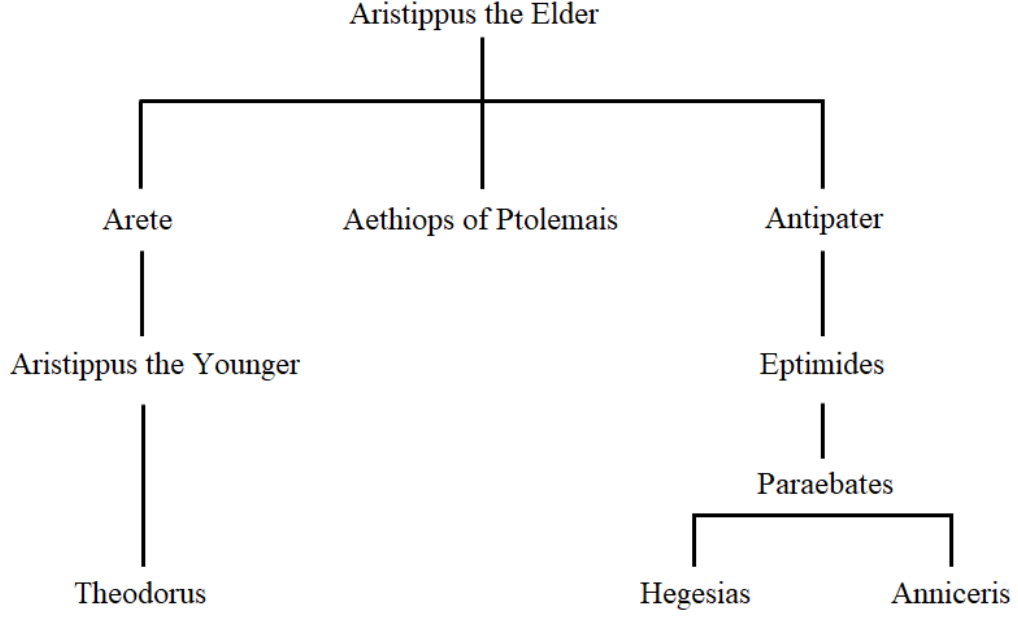 Aristippus the Elder
Arete
Aethiops of Ptolemais
Antipater
Aristippus the Younger
Eptimides
Paraebates
Theodorus
Hegesias
Anniceris